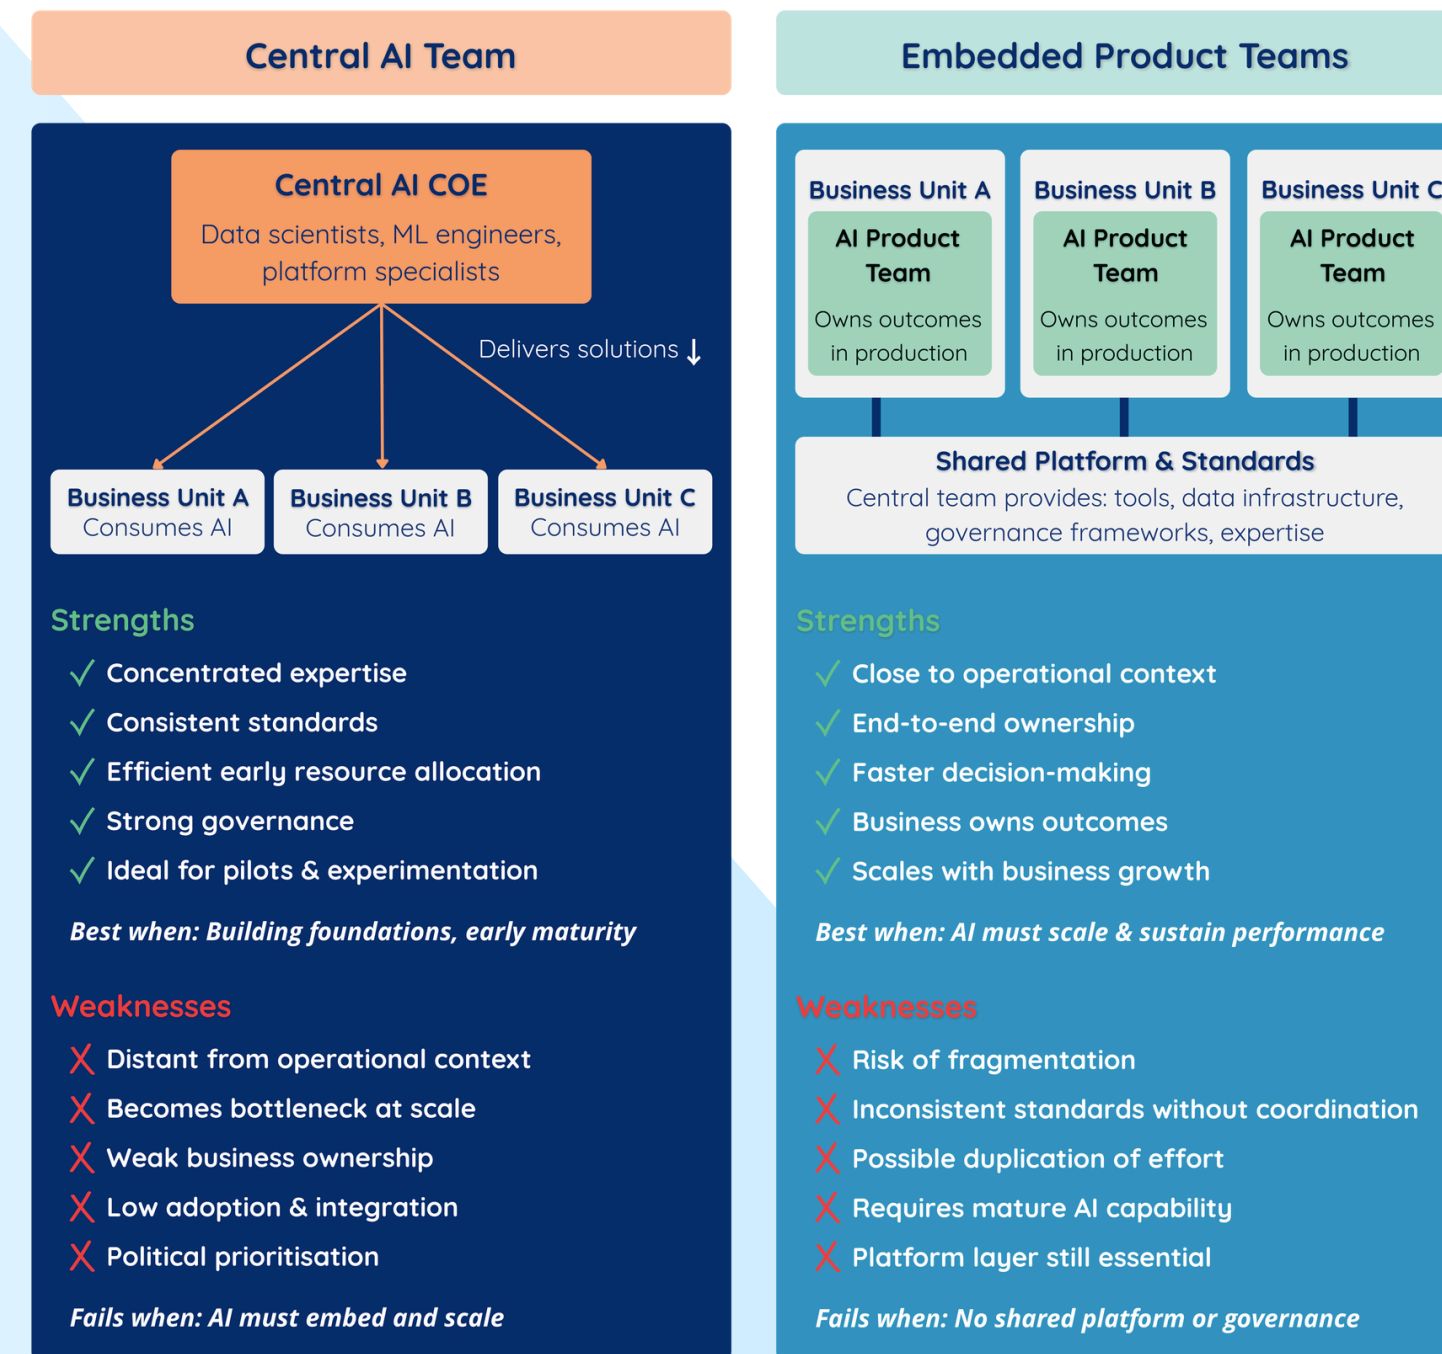 Central AI Team
Central AI COE
Data scientists, ML engineers,
platform specialists
Delivers solutions
Business Unit A
Consumes AI
Business Unit B
Consumes AI
Business Unit C
Consumes AI
Strengths
Concentrated expertise
Consistent standards
Efficient early resource allocation
Strong governance
Ideal for pilots & experimentation
Best when: Building foundations, early maturity
Weaknesses
Distant from operational context
Becomes bottleneck at scale
Weak business ownership
Low adoption & integration
Political prioritisation
Fails when: AI must embed and scale
Embedded Product Teams
Business Unit A
AI Product
Team
Owns outcomes
in production
Business Unit B
AI Product
Team
Owns outcomes
in production
Business Unit C
AI Product
Team
Owns outcomes
in production
Shared Platform & Standards
Central team provides: tools, data infrastructure,
governance frameworks, expertise
Strengths
Close to operational context
End-to-end ownership
Faster decision-making
Business owns outcomes
Scales with business growth
Best when: AI must scale & sustain performance
Weaknesses
Risk of fragmentation
Inconsistent standards without coordination
Possible duplication of effort
Requires mature AI capability
Platform layer still essential
Fails when: No shared platform or governance